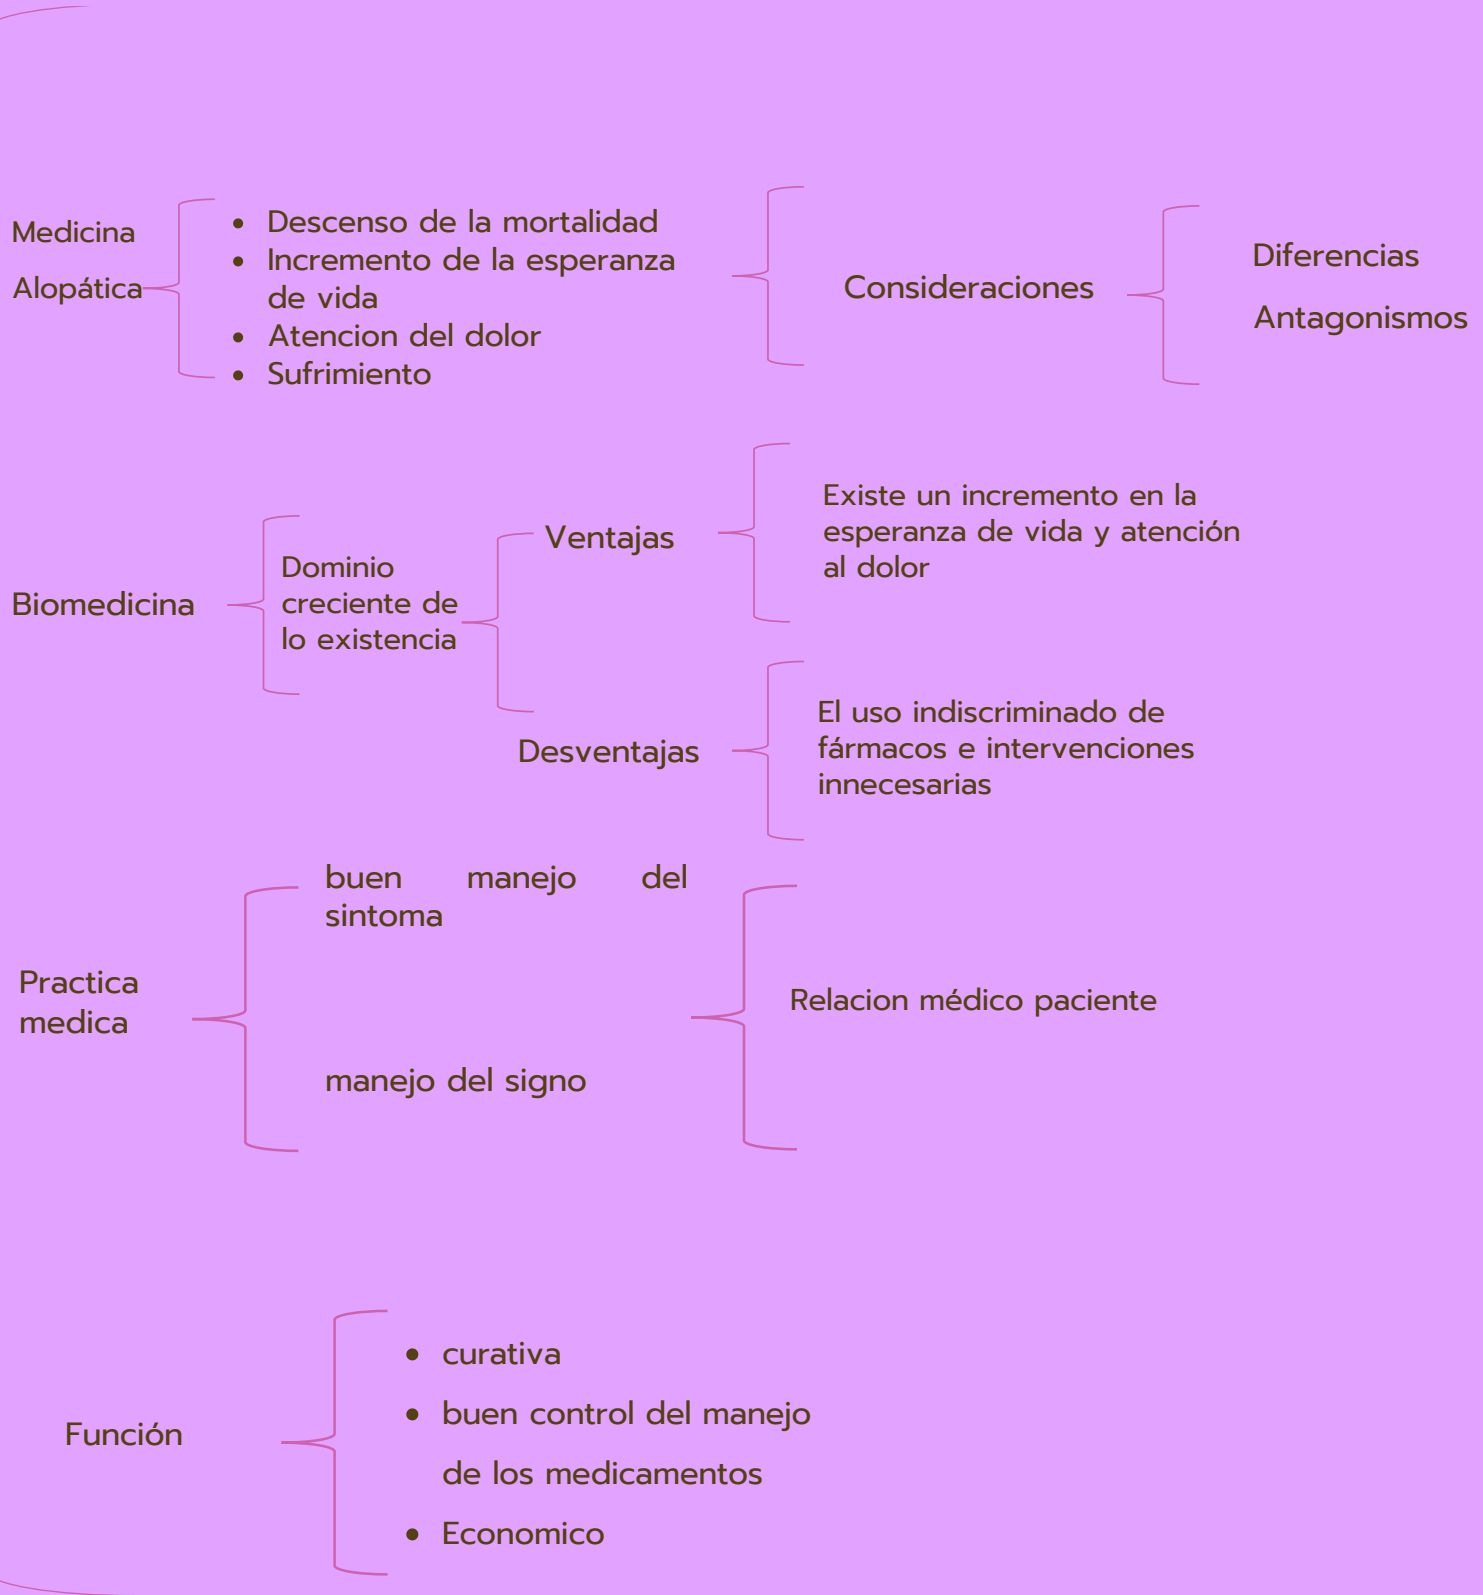 Medicina
Alopática
• Descenso de la mortalidad
• Incremento de la esperanza
de vida
• Atencion del dolor
• Sufrimiento
Consideraciones
Diferencias
Antagonismos
Biomedicina
Dominio
creciente de
lo existencia
Ventajas
Existe un incremento en la
esperanza de vida y atención
al dolor
Desventajas
El uso indiscriminado de
fármacos e intervenciones
innecesarias
Practica
medica
buen manejo del
sintoma
manejo del signo
Relacion médico paciente
Función
• curativa
• buen control del manejo
de los medicamentos
• Economico